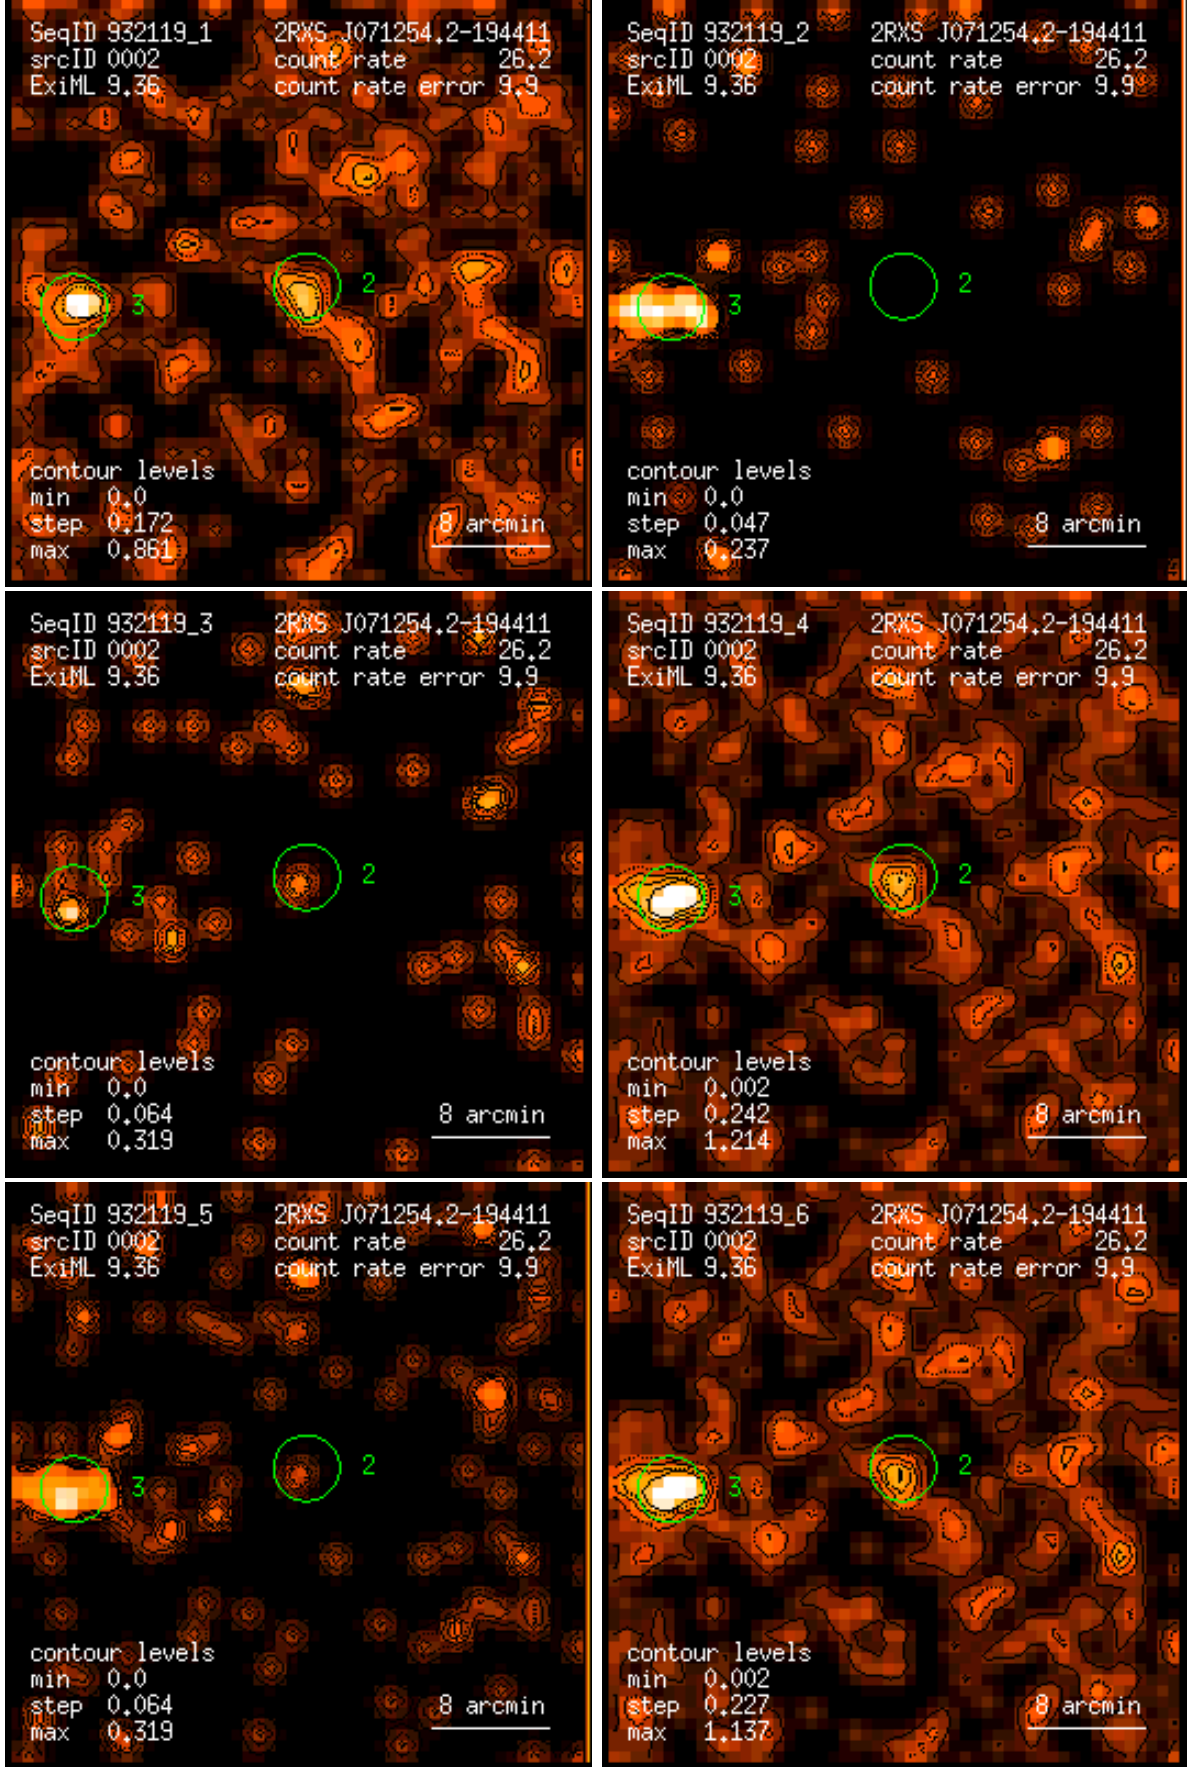 SeqID 932119_1 2RXS J071254.2-194411
srcID 0002 count rate 26.2
ExiML 9.36 count rate error 9.9
2
3
contour levels
min 0.0
step 0.172 8 arcmin
max 0.861
SeqID 932119_2 2RXS J071254.2-194411
srcID 0002 count rate 26.2
ExiML 9.36 count rate error 9.9
2
3
contour levels
min 0.0
step 0.047 8 arcmin
max 0.237
SeqID 932119_3 2RXS J071254.2-194411
srcID 0002 count rate 26.2
ExiML 9.36 count rate error 9.9
2
3
contour levels
min 0.0
step 0.064 8 arcmin
max 0.319
SeqID 932119_4 2RXS J071254.2-194411
srcID 0002 count rate 26.2
ExiML 9.36 count rate error 9.9
2
3
contour levels
min 0.002
step 0.242 8 arcmin
max 1.214
SeqID 932119_5 2RXS J071254.2-194411
srcID 0002 count rate 26.2
ExiML 9.36 count rate error 9.9
2
3
contour levels
min 0.0
step 0.064 8 arcmin
max 0.319
SeqID 932119_6 2RXS J071254.2-194411
srcID 0002 count rate 26.2
ExiML 9.36 count rate error 9.9
2
3
contour levels
min 0.002
step 0.227 8 arcmin
max 1.137